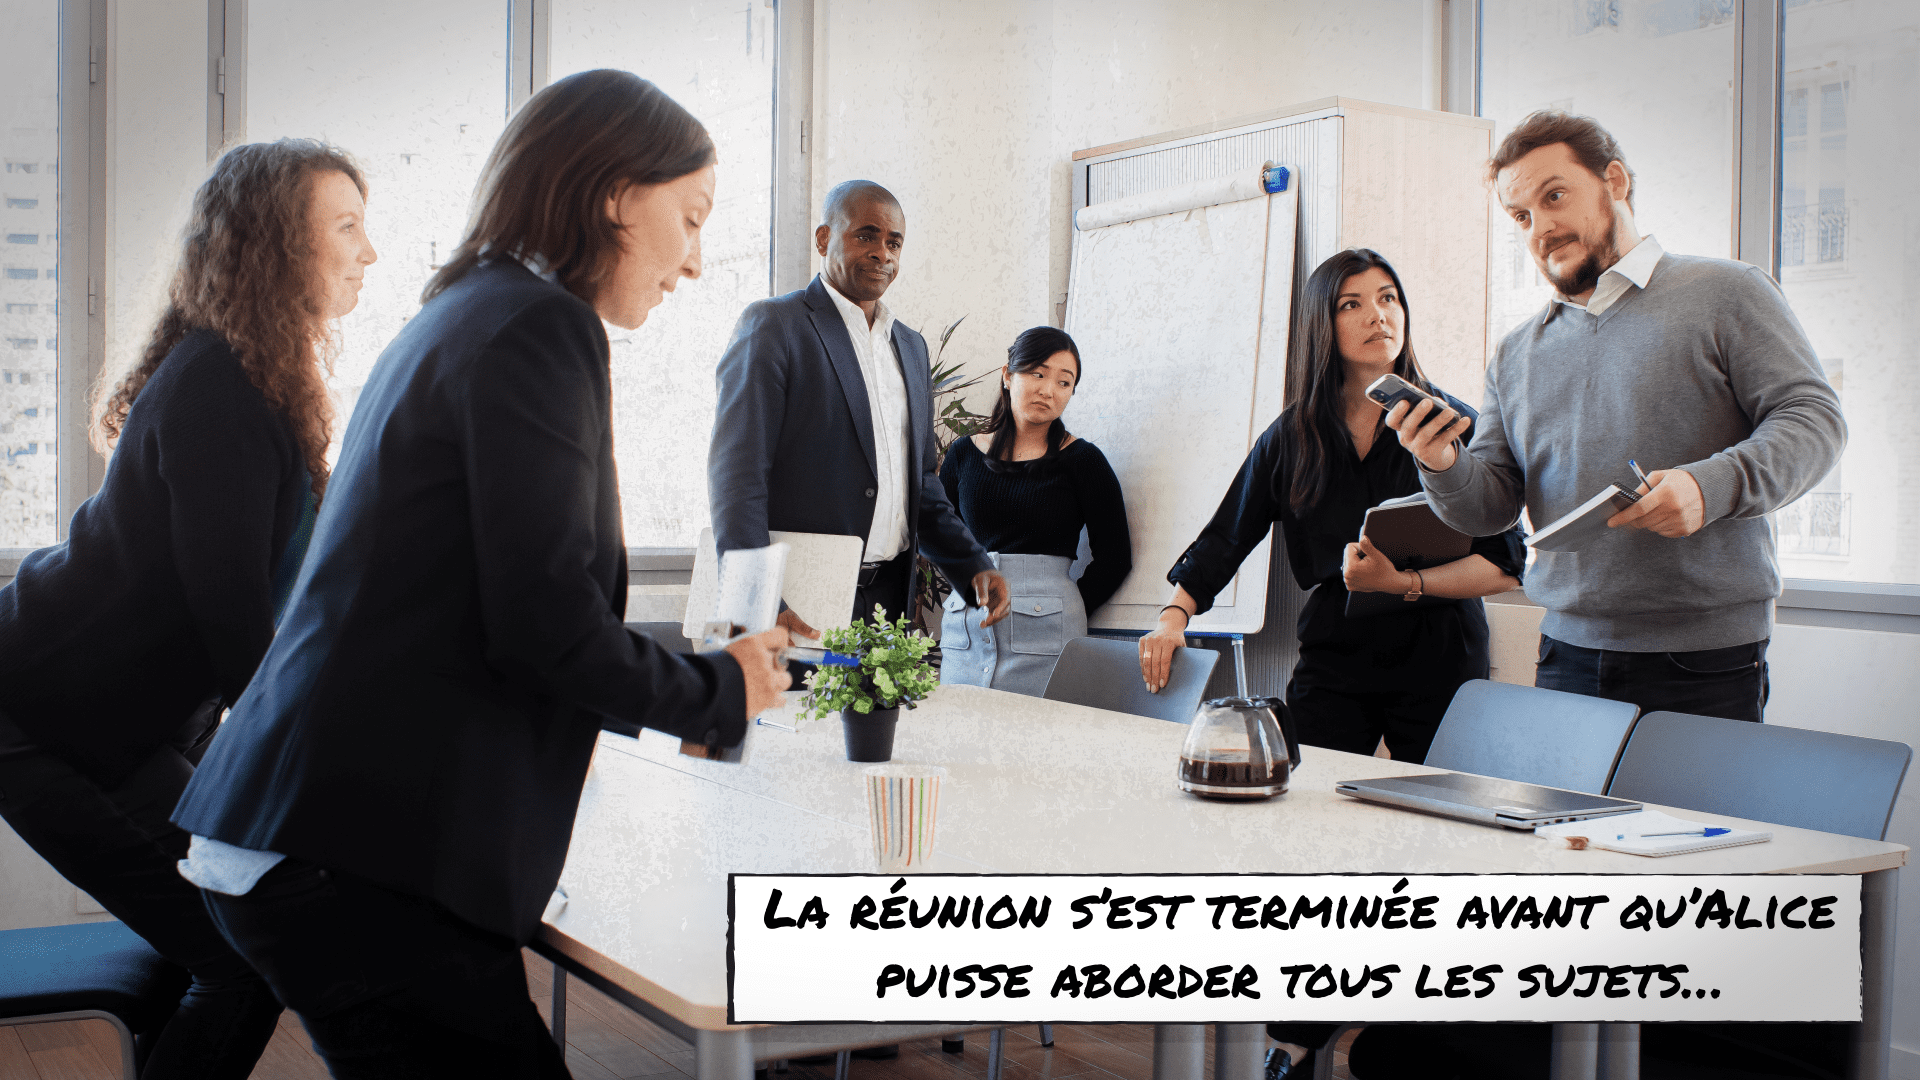 La réunion s'est terminée avant qu'Alice
puisse aborder tous les sujets...